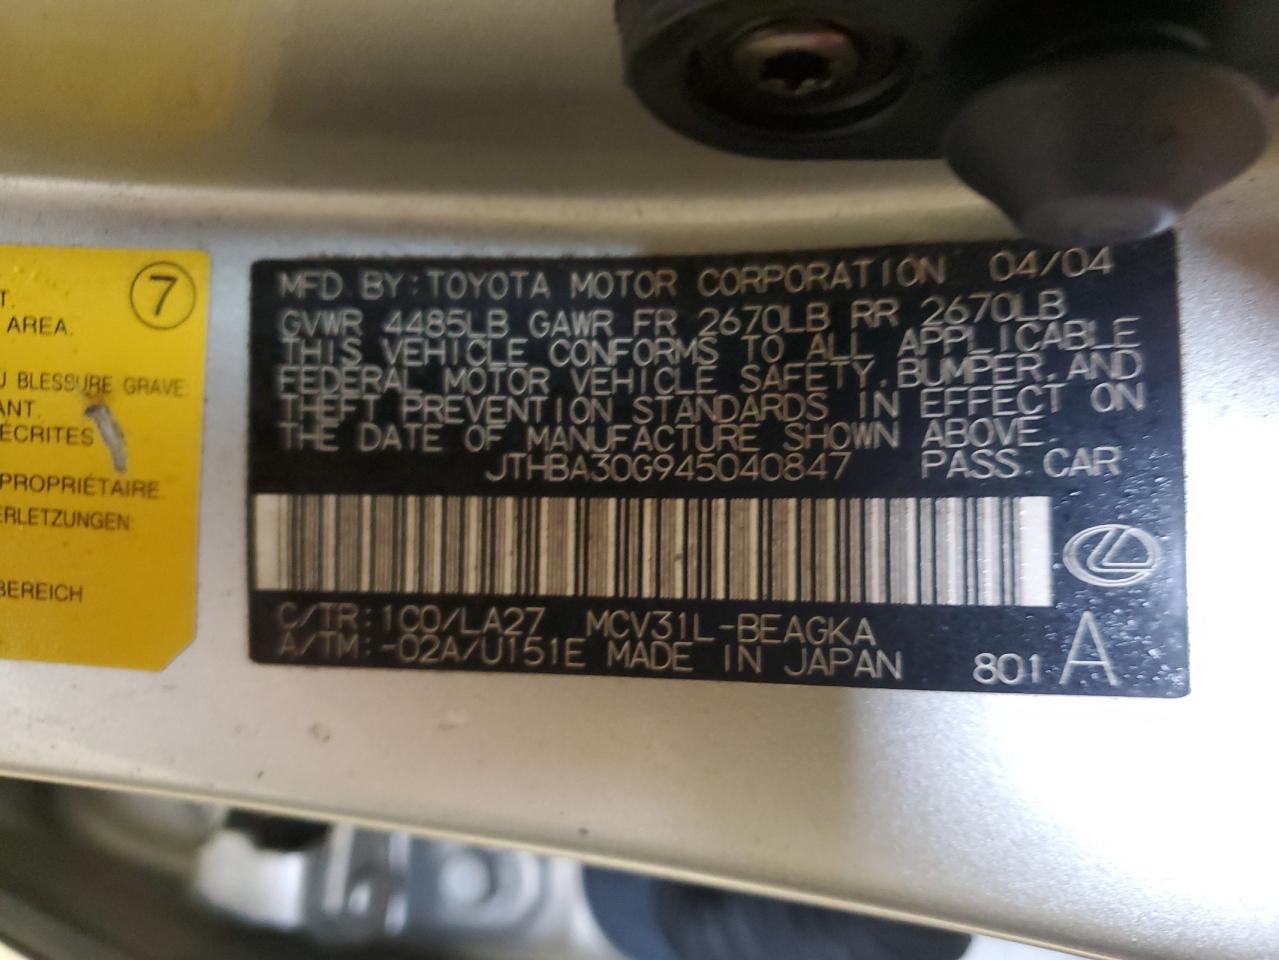 7
T.
AREA.
U BLESSURE GRAVE
ANT.
ÉCRITES
PROPRIÉTAIRE.
ERLETZUNGEN
BEREICH
MFD BY: TOYOTA MOTOR CORPORATION 04/04
GVWR 4485LB GAWR FR 2670LB RR 2670LB
THIS VEHICLE CONFORMS TO ALL APPLICABLE
FEDERAL MOTOR VEHICLE SAFETY, BUMPER, AND
THEFT PREVENTION STANDARDS IN EFFECT ON
THE DATE OF MANUFACTURE SHOWN ABOVE.
JTHBA30G945040847 PASS. CAR
C/TR: 1C0/LA27 MCV31L-BEAGKA
A/TM: -02A/U151E MADE IN JAPAN 801 A